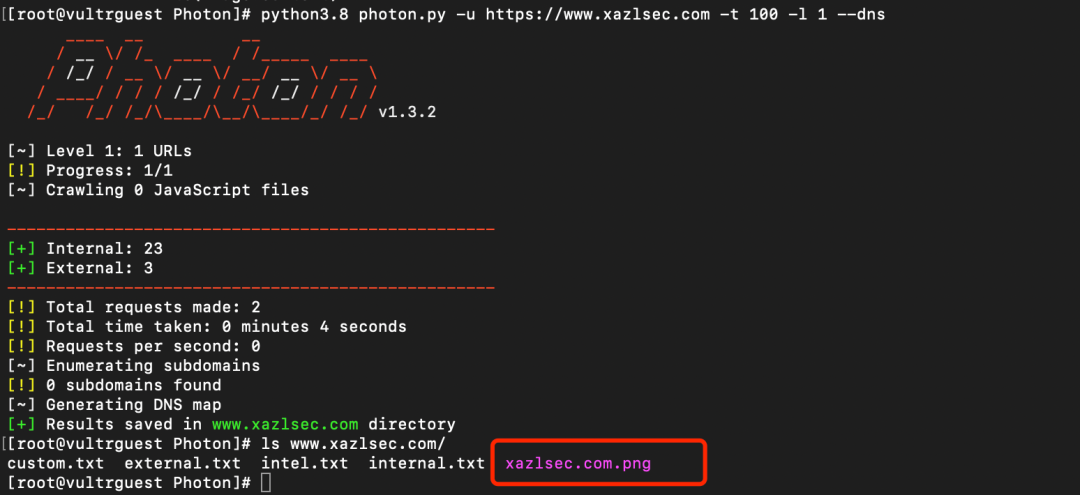 [[root@vultrguest Photon]# python3.8 photon.py -u https://www.xazlsec.com -t 100 -l 1 --dns
Photon
v1.3.2
[~] Level 1: 1 URLs
[!] Progress: 1/1
[~] Crawling 0 JavaScript files
--------------------------------------------------
[+] Internal: 23
[+] External: 3
--------------------------------------------------
[!] Total requests made: 2
[!] Total time taken: 0 minutes 4 seconds
[!] Requests per second: 0
[~] Enumerating subdomains
[!] 0 subdomains found
[~] Generating DNS map
[+] Results saved in www.xazlsec.com directory
[[root@vultrguest Photon]# ls www.xazlsec.com/
custom.txt  external.txt  intel.txt  internal.txt  xazlsec.com.png
[root@vultrguest Photon]#